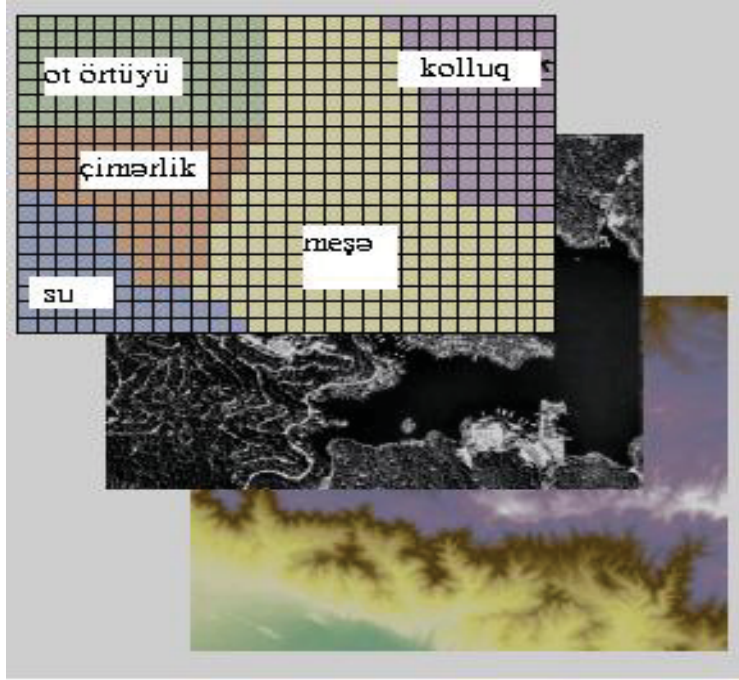 ot örtüyü
kolluq
çimərlik
meşə
su